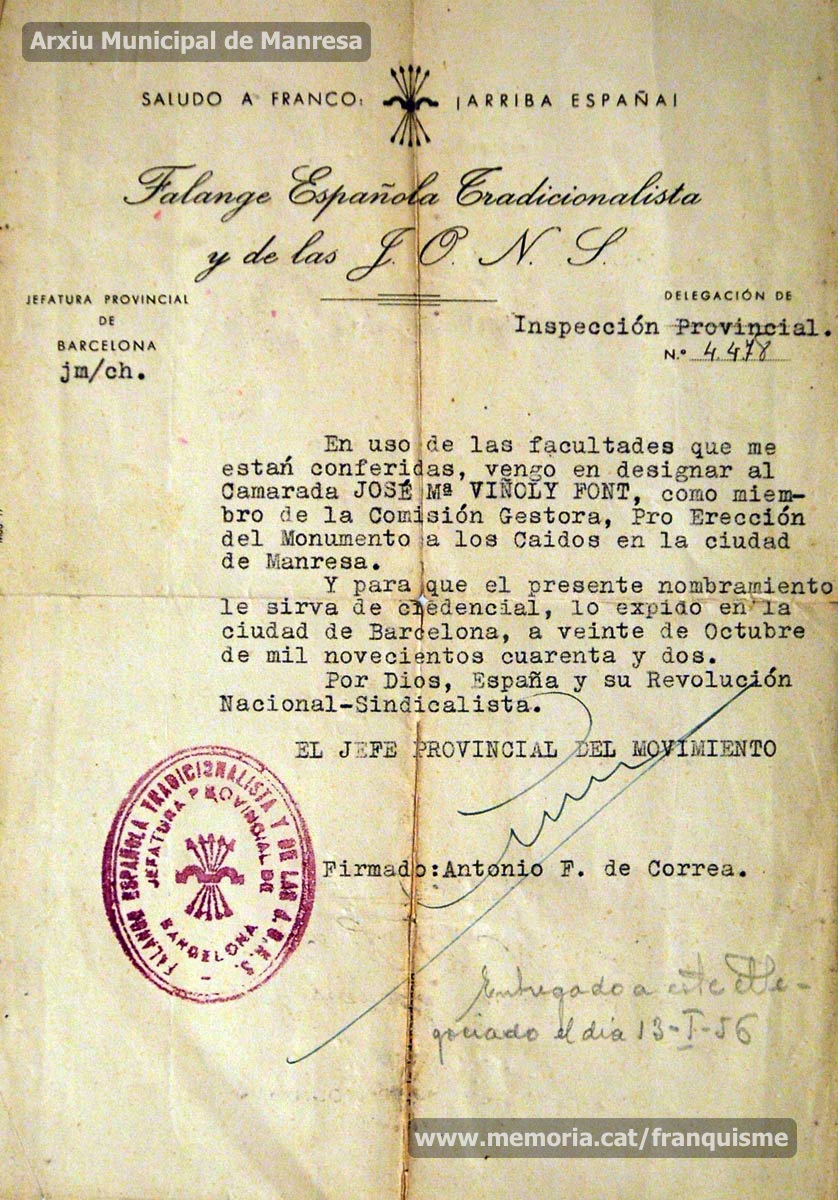 Arxiu Municipal de Manresa
SALUDO A FRANCO: ¡ARRIBA ESPAÑA!
Falange Española Tradicionalista
y de las J. O. N. S.
JEFATURA PROVINCIAL
DE
BARCELONA
jm/ch.
DELEGACIÓN DE
Inspección Provincial.
N.º 4.478
En uso de las facultades que me
están conferidas, vengo en designar al
Camarada JOSÉ Mª VIÑOLY FONT, como miem-
bro de la Comisión Gestora, Pro Erección
del Monumento a los Caidos en la ciudad
de Manresa.
Y para que el presente nombramiento
le sirva de credencial, lo expido en la
ciudad de Barcelona, a veinte de Octubre
de mil novecientos cuarenta y dos.
Por Dios, España y su Revolución
Nacional-Sindicalista.
EL JEFE PROVINCIAL DEL MOVIMIENTO
Firmado: Antonio F. de Correa.
FALANGE ESPAÑOLA TRADICIONALISTA Y DE LAS J. O. N. S.
JEFATURA PROVINCIAL DE
BARCELONA
Entregado a este Ne-
gociado el dia 13-I-56
www.memoria.cat/franquisme